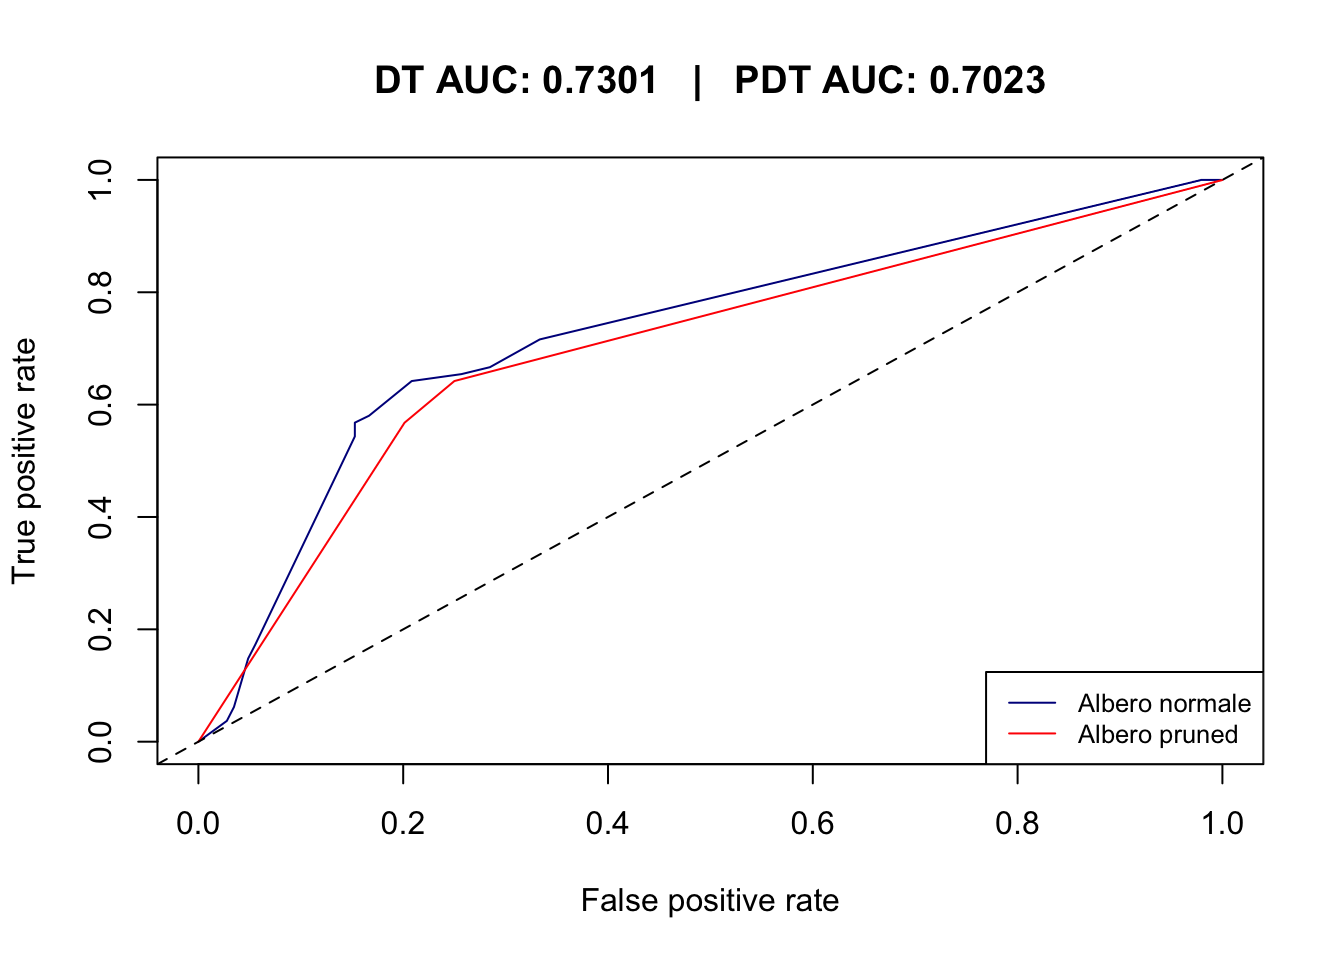 DT AUC: 0.7301 | PDT AUC: 0.7023
True positive rate
1.0
0.8
0.6
0.4
0.2
0.0
Albero normale
Albero pruned
0.0 0.2 0.4 0.6 0.8 1.0
False positive rate